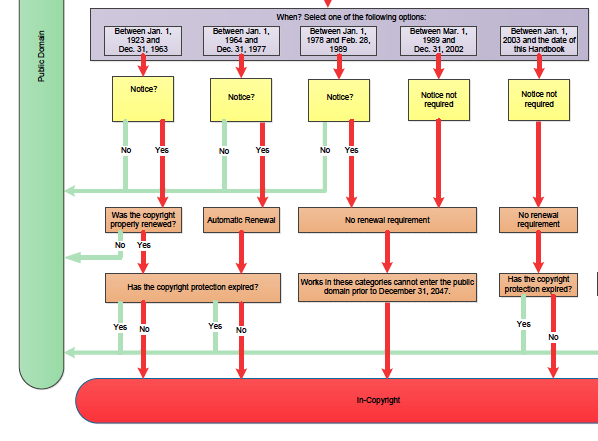 Public Domain
When? Select one of the following options:
Between Jan. 1,
1923 and
Dec. 31, 1963
Between Jan. 1,
1964 and
Dec. 31, 1977
Between Jan. 1,
1978 and Feb. 28,
1989
Between Mar. 1,
1989 and
Dec. 31, 2002
Between Jan. 1,
2003 and the date of
this Handbook
Notice?
Notice?
Notice?
Notice not
required
Notice not
required
No
Yes
No
Yes
No
Yes
Was the copyright
properly renewed?
Automatic Renewal
No renewal requirement
No renewal
requirement
No
Yes
Has the copyright protection expired?
Works in these categories cannot enter the public
domain prior to December 31, 2047.
Has the copyright
protection expired?
Yes
No
Yes
No
Yes
No
In-Copyright